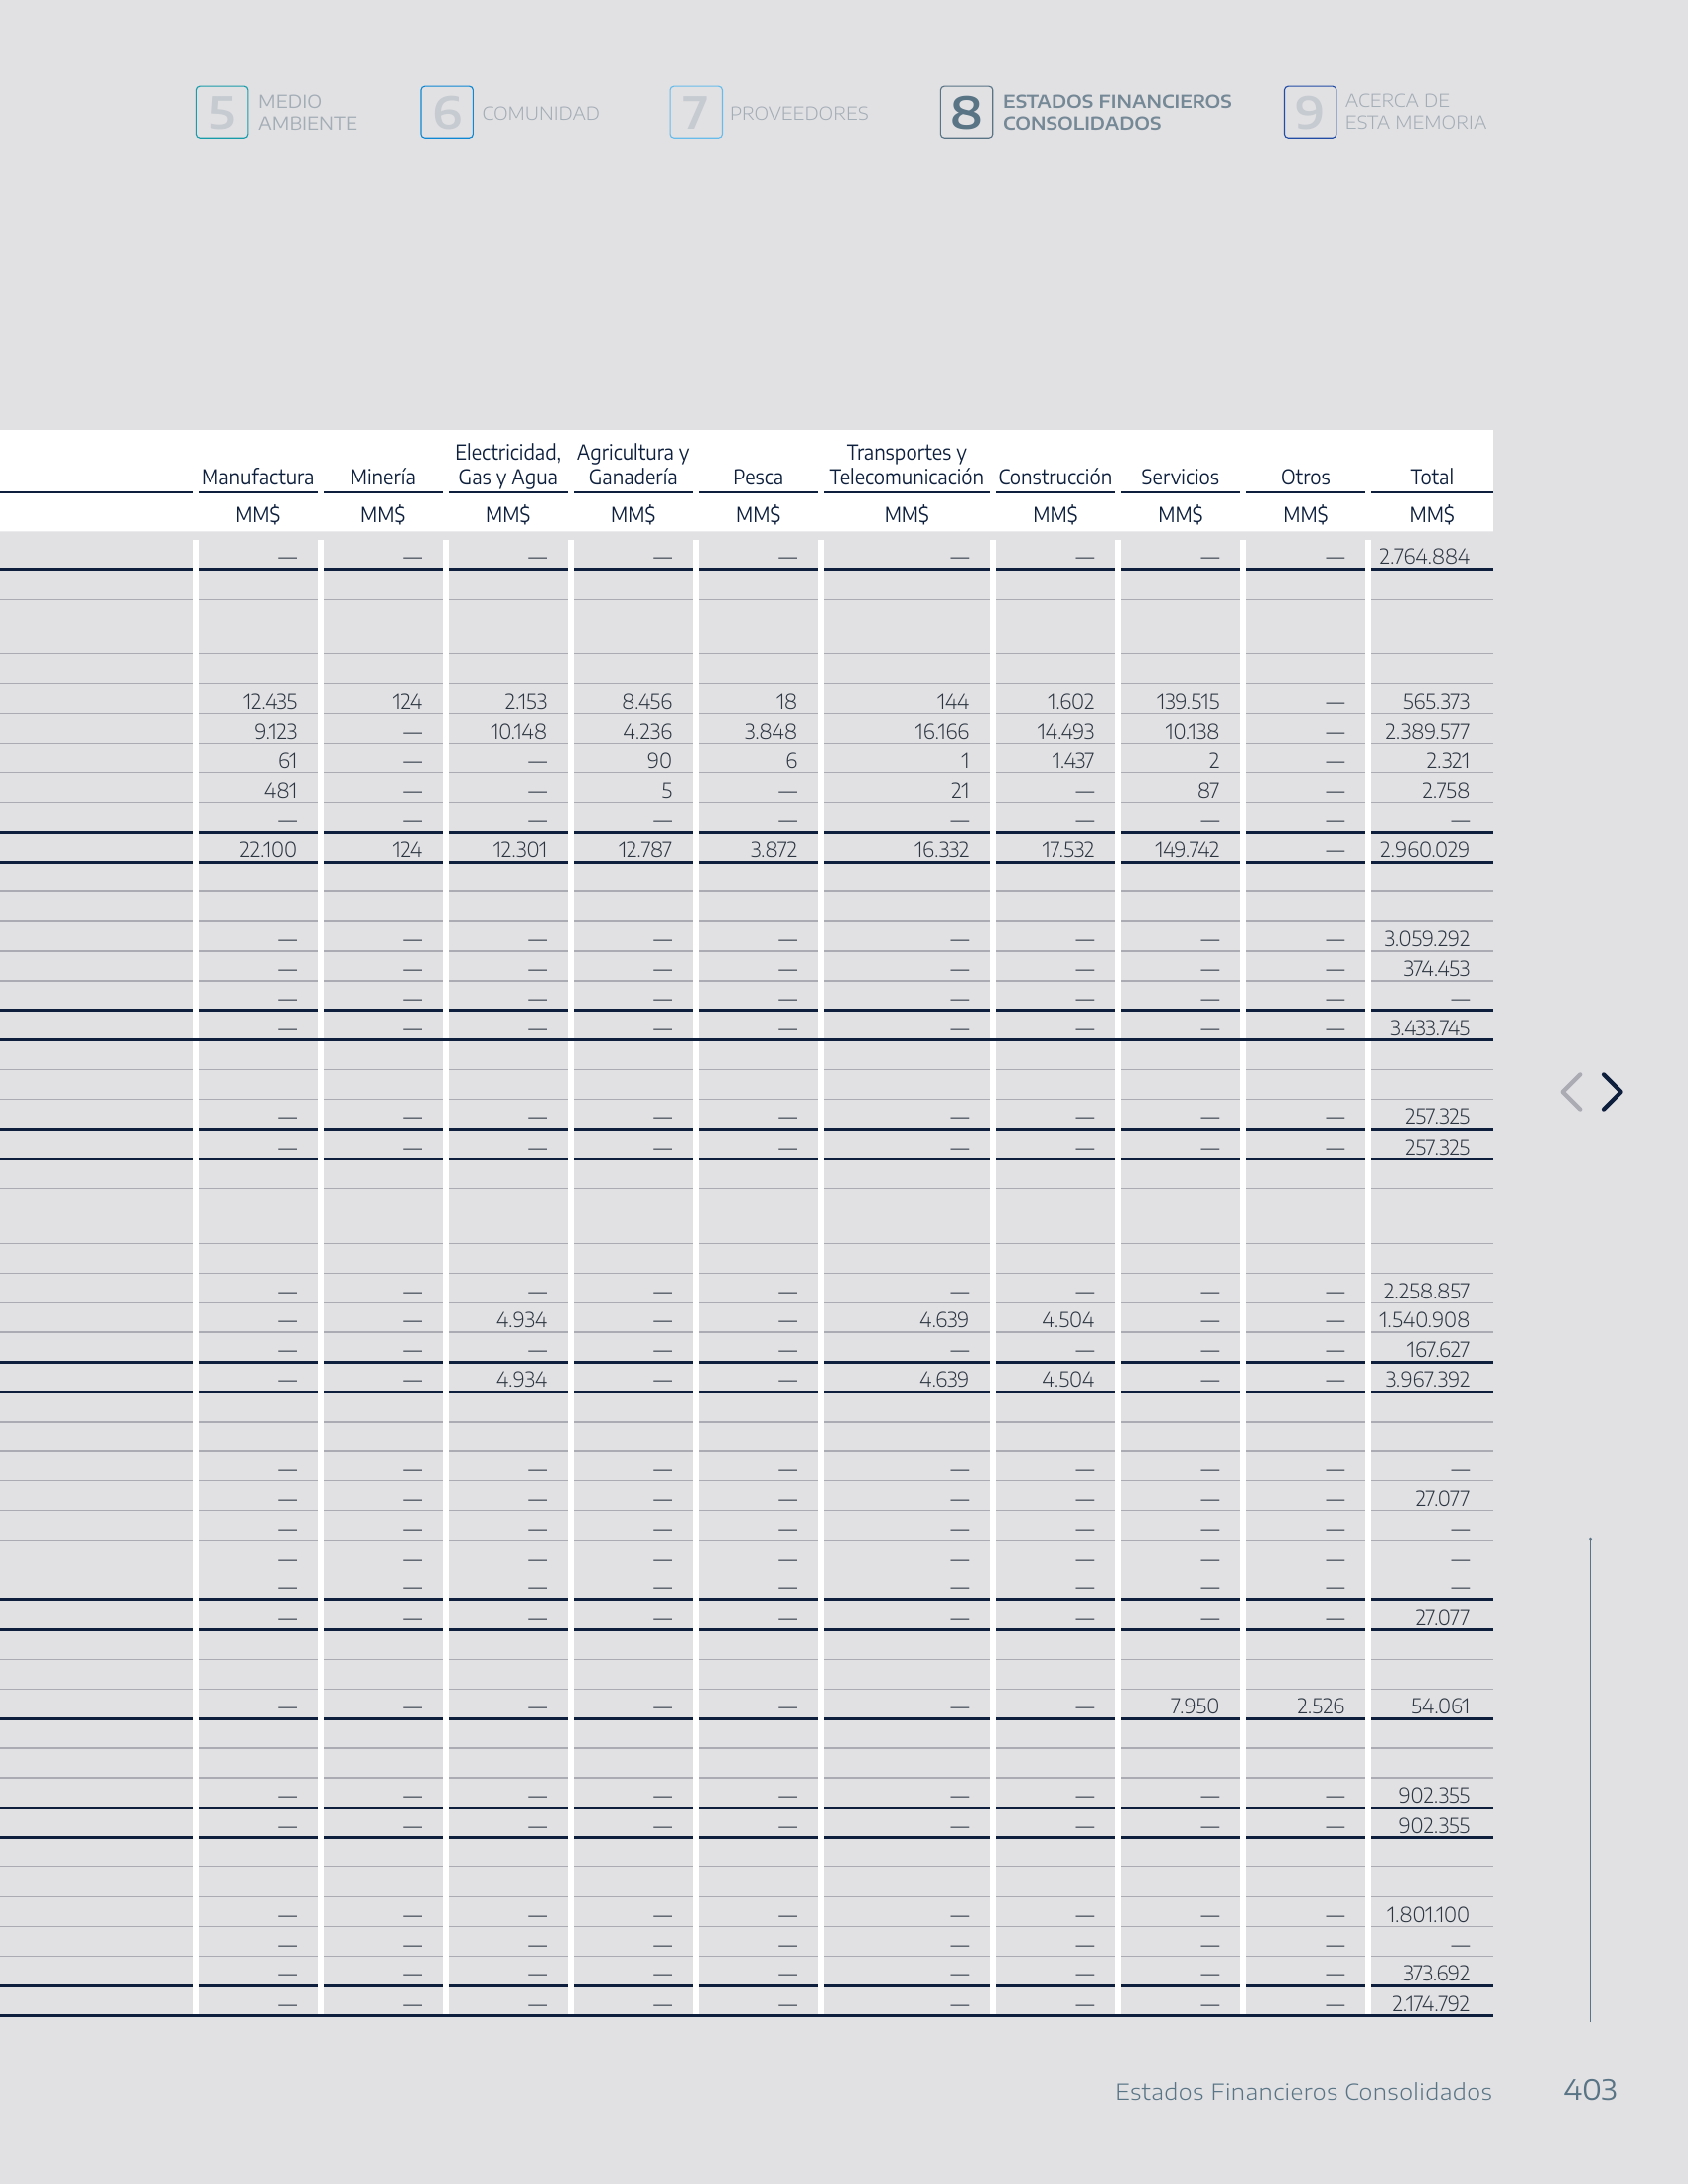 5 MEDIO AMBIENTE 6 COMUNIDAD 7 PROVEEDORES 8 ESTADOS FINANCIEROS CONSOLIDADOS 9 ACERCA DE ESTA MEMORIA
Manufactura Minería Electricidad, Gas y Agua Agricultura y Ganadería Pesca Transportes y Telecomunicación Construcción Servicios Otros Total
MM$ MM$ MM$ MM$ MM$ MM$ MM$ MM$ MM$ MM$
— — — — — — — — — 2.764.884
12.435 124 2.153 8.456 18 144 1.602 139.515 — 565.373
9.123 — 10.148 4.236 3.848 16.166 14.493 10.138 — 2.389.577
61 — — 90 6 1 1.437 2 — 2.321
481 — — 5 — 21 — 87 — 2.758
— — — — — — — — — —
22.100 124 12.301 12.787 3.872 16.332 17.532 149.742 — 2.960.029
— — — — — — — — — 3.059.292
— — — — — — — — — 374.453
— — — — — — — — — —
— — — — — — — — — 3.433.745
— — — — — — — — — 257.325
— — — — — — — — — 257.325
— — — — — — — — — 2.258.857
— — 4.934 — — 4.639 4.504 — — 1.540.908
— — — — — — — — — 167.627
— — 4.934 — — 4.639 4.504 — — 3.967.392
— — — — — — — — — —
— — — — — — — — — 27.077
— — — — — — — — — —
— — — — — — — — — —
— — — — — — — — — —
— — — — — — — — — 27.077
— — — — — — — 7.950 2.526 54.061
— — — — — — — — — 902.355
— — — — — — — — — 902.355
— — — — — — — — — 1.801.100
— — — — — — — — — —
— — — — — — — — — 373.692
— — — — — — — — — 2.174.792
Estados Financieros Consolidados 403